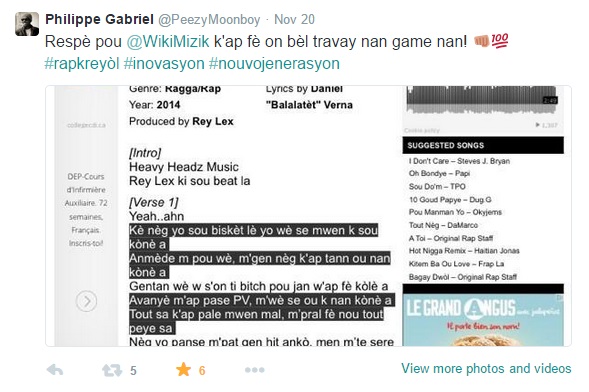 Philippe Gabriel @PeezyMoonboy · Nov 20
Respè pou @WikiMizik k'ap fè on bèl travay nan game nan! 👊💯
#rapkreyòl #inovasyon #nouvojenerasyon
collegecdi.ca
DEP-Cours
d'Infirmière
Auxiliaire. 72
semaines,
Français.
Inscris-toi!
Genre: Ragga/Rap
Year: 2014
Produced by Rey Lex
Lyrics by Daniel
"Balalatèt" Verna
[Intro]
Heavy Headz Music
Rey Lex ki sou beat la
[Verse 1]
Yeah..ahn
Kè nèg yo sou biskèt lè yo wè se mwen k sou
kònè a
Anmède m pou wè, m'gen nèg k'ap tann ou nan
kònè a
Gentan wè w s'on ti bitch pou jan w'ap fè kòlè a
Avanyè m'ap pase PV, m'wè se ou k nan kònè a
Tout sa k'ap pale mwen mal, m'pral fè nou tout
peye sa
Nèg yo panse m'pat gen hit ankò, men m'te sere
2:49
Cookie policy
1,357
SUGGESTED SONGS
I Don't Care – Steves J. Bryan
Oh Bondye – Papi
Sou Do'm – TPO
10 Goud Papye – Dug.G
Pou Manman Yo – Okyjems
Tout Nèg – DaMarco
A Toi – Original Rap Staff
Hot Nigga Remix – Haitian Jonas
Kitem Ba Ou Love – Frap La
Bagay Dwòl – Original Rap Staff
LE GRAND ANGUS avec jalapeños!
Il porte bien son nom!
5
6
View more photos and videos